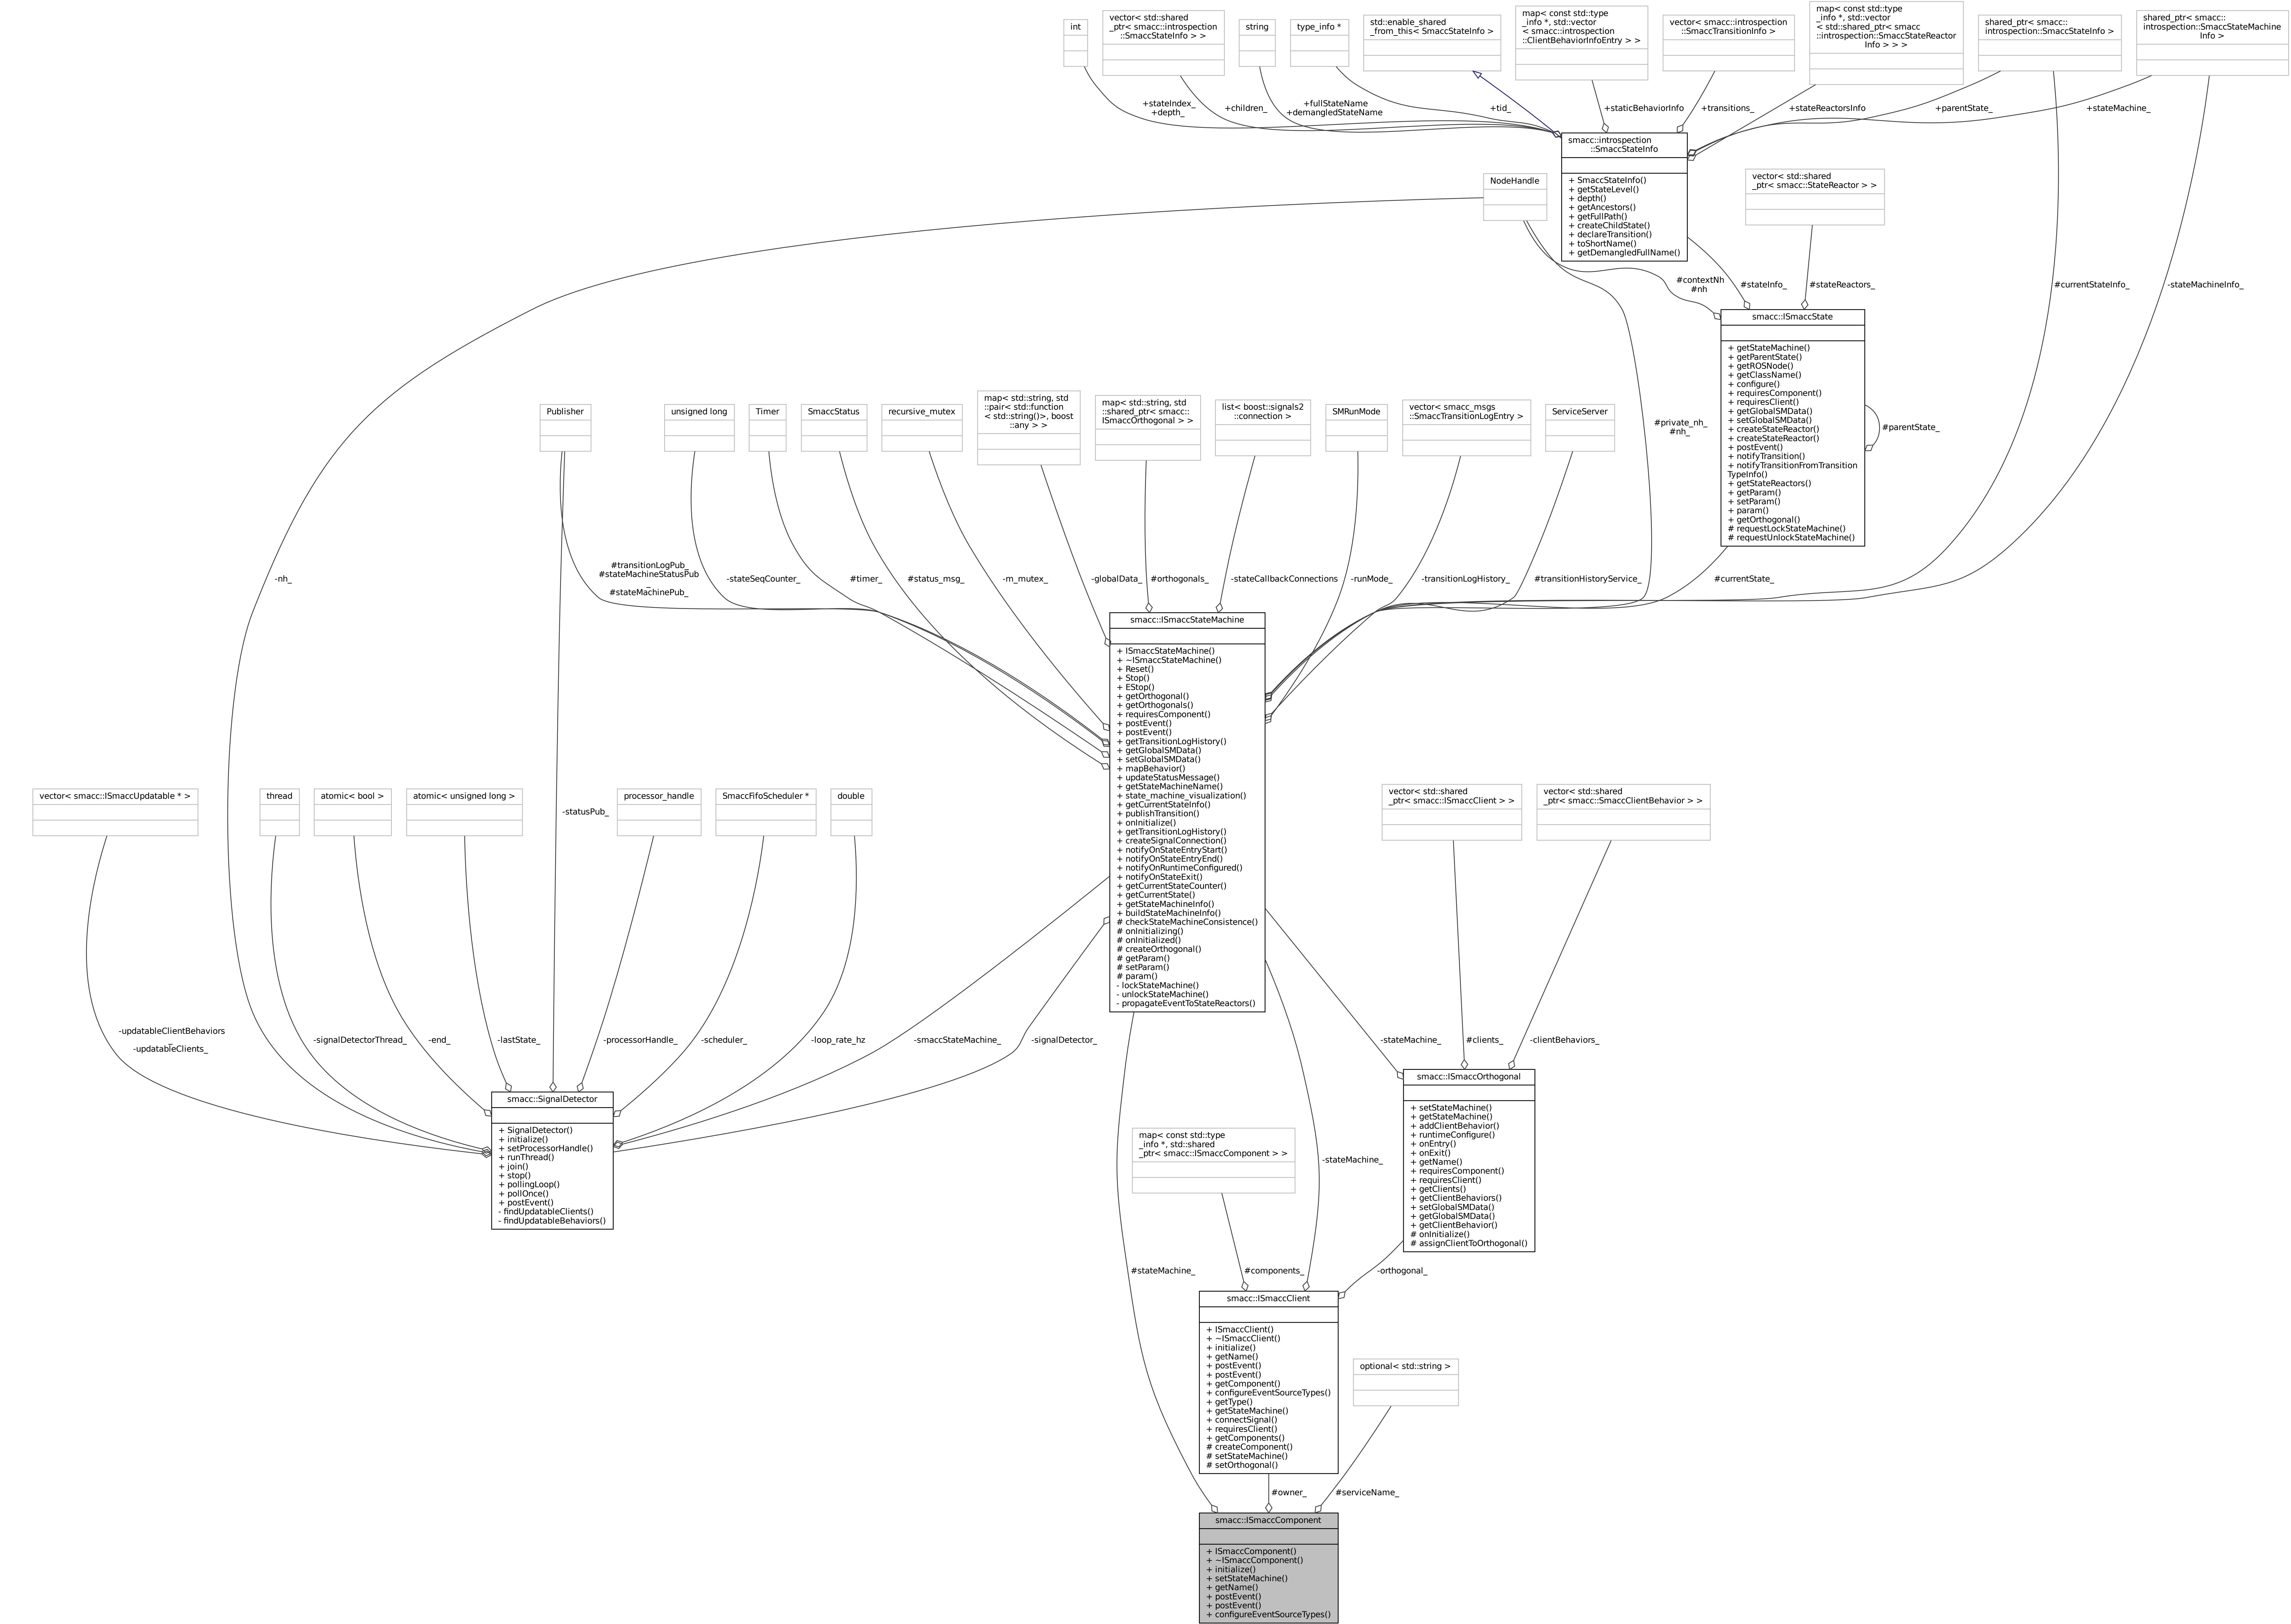 int
vector< std::shared
_ptr< smacc::introspection
::SmaccStateInfo > >
string
type_info *
std::enable_shared
_from_this< SmaccStateInfo >
map< const std::type
_info *, std::vector
< smacc::introspection
::ClientBehaviorInfoEntry > >
vector< smacc::introspection
::SmaccTransitionInfo >
map< const std::type
_info *, std::vector
< std::shared_ptr< smacc
::introspection::SmaccStateReactor
Info > > >
shared_ptr< smacc::
introspection::SmaccStateInfo >
shared_ptr< smacc::
introspection::SmaccStateMachine
Info >
+stateIndex_
+depth_
+children_
+fullStateName
+demangledStateName
+tid_
+staticBehaviorInfo
+transitions_
+stateReactorsInfo
+parentState_
+stateMachine_
smacc::introspection
::SmaccStateInfo
+ SmaccStateInfo()
+ getStateLevel()
+ depth()
+ getAncestors()
+ getFullPath()
+ createChildState()
+ declareTransition()
+ toShortName()
+ getDemangledFullName()
NodeHandle
vector< std::shared
_ptr< smacc::StateReactor > >
#contextNh
#nh
#stateInfo_
#stateReactors_
#currentStateInfo_
-stateMachineInfo_
smacc::ISmaccState
+ getStateMachine()
+ getParentState()
+ getROSNode()
+ getClassName()
+ configure()
+ requiresComponent()
+ requiresClient()
+ getGlobalSMData()
+ setGlobalSMData()
+ createStateReactor()
+ createStateReactor()
+ postEvent()
+ notifyTransition()
+ notifyTransitionFromTransition
TypeInfo()
+ getStateReactors()
+ getParam()
+ setParam()
+ param()
+ getOrthogonal()
# requestLockStateMachine()
# requestUnlockStateMachine()
#parentState_
Publisher
unsigned long
Timer
SmaccStatus
recursive_mutex
map< std::string, std
::pair< std::function
< std::string()>, boost
::any > >
map< std::string, std
::shared_ptr< smacc::
ISmaccOrthogonal > >
list< boost::signals2
::connection >
SMRunMode
vector< smacc_msgs
::SmaccTransitionLogEntry >
ServiceServer
#private_nh_
#nh_
-nh_
#transitionLogPub_
#stateMachineStatusPub
_
#stateMachinePub_
-stateSeqCounter_
#timer_
#status_msg_
-m_mutex_
-globalData_
#orthogonals_
-stateCallbackConnections
-runMode_
-transitionLogHistory_
#transitionHistoryService_
#currentState_
smacc::ISmaccStateMachine
+ ISmaccStateMachine()
+ ~ISmaccStateMachine()
+ Reset()
+ Stop()
+ EStop()
+ getOrthogonal()
+ getOrthogonals()
+ requiresComponent()
+ postEvent()
+ postEvent()
+ getTransitionLogHistory()
+ getGlobalSMData()
+ setGlobalSMData()
+ mapBehavior()
+ updateStatusMessage()
+ getStateMachineName()
+ state_machine_visualization()
+ getCurrentStateInfo()
+ publishTransition()
+ onInitialize()
+ getTransitionLogHistory()
+ createSignalConnection()
+ notifyOnStateEntryStart()
+ notifyOnStateEntryEnd()
+ notifyOnRuntimeConfigured()
+ notifyOnStateExit()
+ getCurrentStateCounter()
+ getCurrentState()
+ getStateMachineInfo()
+ buildStateMachineInfo()
# checkStateMachineConsistence()
# onInitializing()
# onInitialized()
# createOrthogonal()
# getParam()
# setParam()
# param()
- lockStateMachine()
- unlockStateMachine()
- propagateEventToStateReactors()
vector< smacc::ISmaccUpdatable * >
thread
atomic< bool >
atomic< unsigned long >
-statusPub_
processor_handle
SmaccFifoScheduler *
double
vector< std::shared
_ptr< smacc::ISmaccClient > >
vector< std::shared
_ptr< smacc::SmaccClientBehavior > >
-updatableClientBehaviors
_
-updatableClients_
-signalDetectorThread_
-end_
-lastState_
-processorHandle_
-scheduler_
-loop_rate_hz
-smaccStateMachine_
-signalDetector_
-stateMachine_
#clients_
-clientBehaviors_
smacc::SignalDetector
+ SignalDetector()
+ initialize()
+ setProcessorHandle()
+ runThread()
+ join()
+ stop()
+ pollingLoop()
+ pollOnce()
+ postEvent()
- findUpdatableClients()
- findUpdatableBehaviors()
smacc::ISmaccOrthogonal
+ setStateMachine()
+ getStateMachine()
+ addClientBehavior()
+ runtimeConfigure()
+ onEntry()
+ onExit()
+ getName()
+ requiresComponent()
+ requiresClient()
+ getClients()
+ getClientBehaviors()
+ setGlobalSMData()
+ getGlobalSMData()
+ getClientBehavior()
# onInitialize()
# assignClientToOrthogonal()
map< const std::type
_info *, std::shared
_ptr< smacc::ISmaccComponent > >
-stateMachine_
#stateMachine_
#components_
-orthogonal_
smacc::ISmaccClient
+ ISmaccClient()
+ ~ISmaccClient()
+ initialize()
+ getName()
+ postEvent()
+ postEvent()
+ getComponent()
+ configureEventSourceTypes()
+ getType()
+ getStateMachine()
+ connectSignal()
+ requiresClient()
+ getComponents()
# createComponent()
# setStateMachine()
# setOrthogonal()
optional< std::string >
#owner_
#serviceName_
smacc::ISmaccComponent
+ ISmaccComponent()
+ ~ISmaccComponent()
+ initialize()
+ setStateMachine()
+ getName()
+ postEvent()
+ postEvent()
+ configureEventSourceTypes()